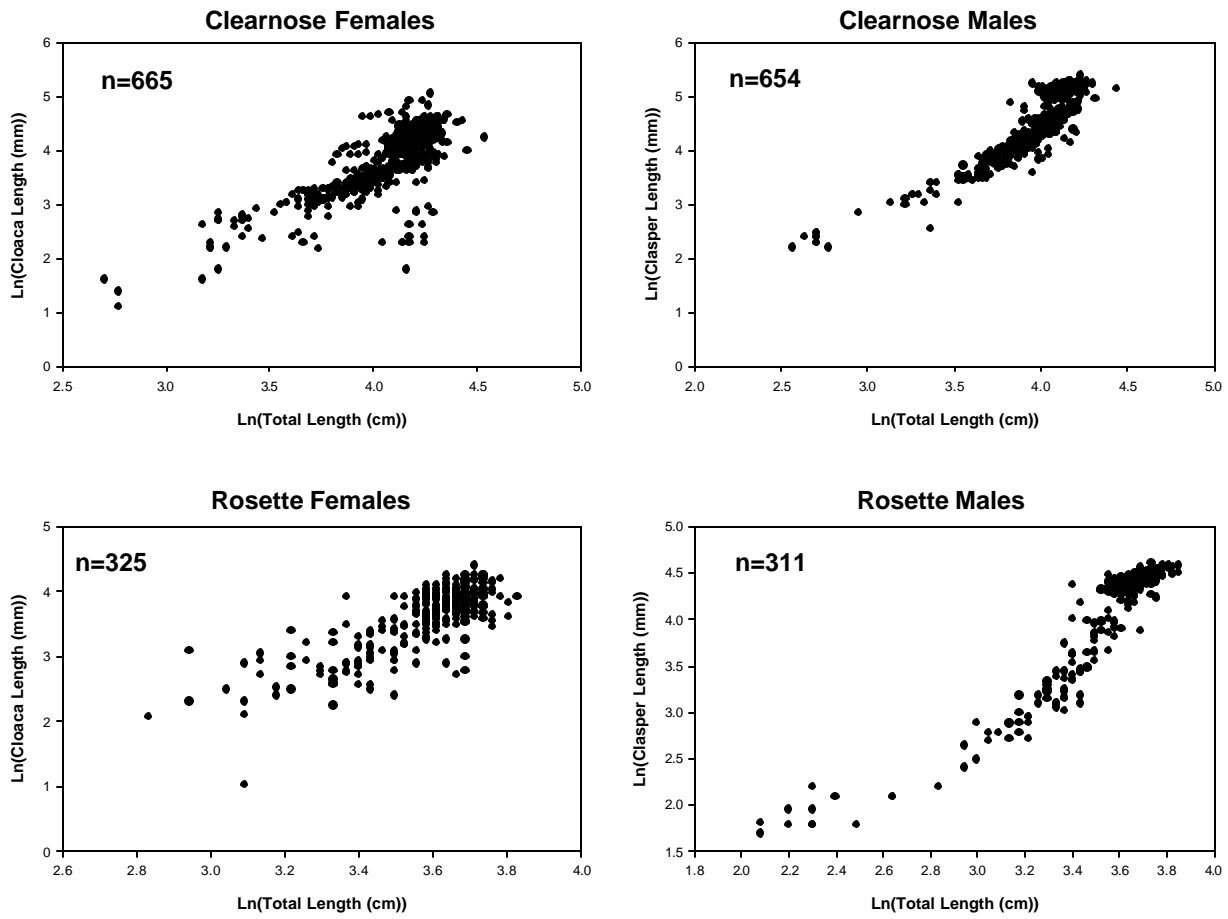 Clearnose Females
n=665
Ln(Cloaca Length (mm))
6
5
4
3
2
1
0
2.5 3.0 3.5 4.0 4.5 5.0
Ln(Total Length (cm))
Clearnose Males
n=654
Ln(Clasper Length (mm))
6
5
4
3
2
1
0
2.0 2.5 3.0 3.5 4.0 4.5 5.0
Ln(Total Length (cm))
Rosette Females
n=325
Ln(Cloaca Length (mm))
5
4
3
2
1
0
2.6 2.8 3.0 3.2 3.4 3.6 3.8 4.0
Ln(Total Length (cm))
Rosette Males
n=311
Ln(Clasper Length (mm))
5.0
4.5
4.0
3.5
3.0
2.5
2.0
1.5
1.8 2.0 2.2 2.4 2.6 2.8 3.0 3.2 3.4 3.6 3.8 4.0
Ln(Total Length (cm))